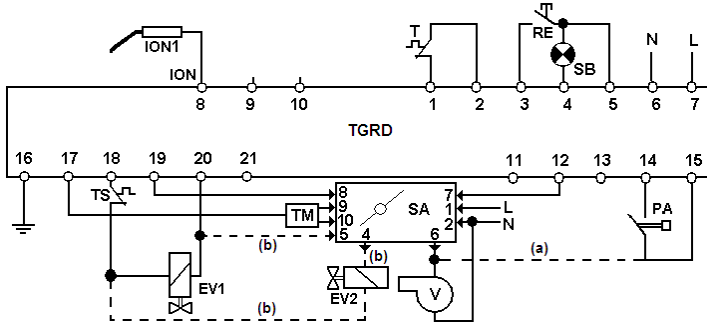 ION1
ION
T
RE
SB
N
L
8
9
10
1
2
3
4
5
6
7
TGRD
16
17
18
19
20
21
11
12
13
14
15
TS
TM
8
9
10
5
4
7
1
2
6
SA
L
N
PA
(b)
(b)
(a)
EV1
EV2
V
(b)